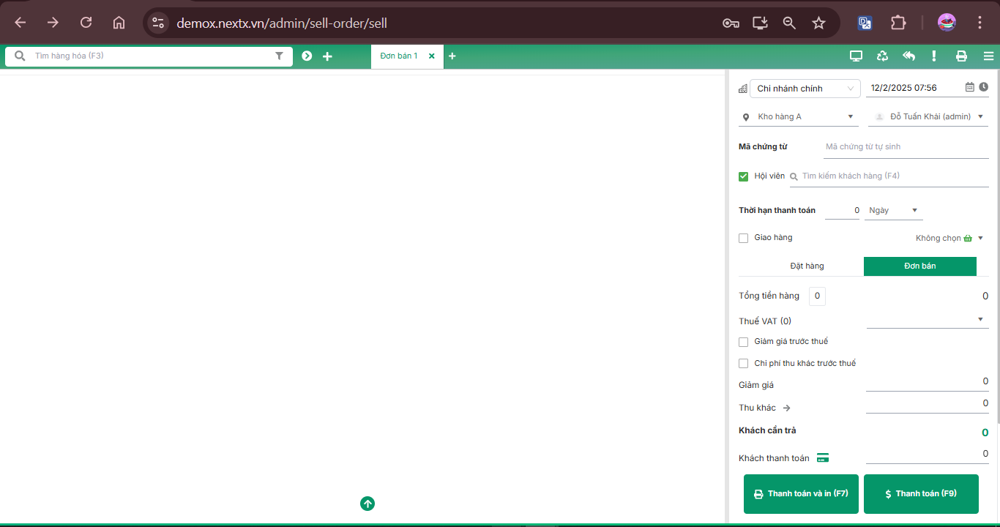 demox.nextx.vn/admin/sell-order/sell
Tìm hàng hóa (F3)
Đơn bán 1
Chi nhánh chính
12/2/2025 07:56
Kho hàng A
Đỗ Tuấn Khải (admin)
Mã chứng từ
Mã chứng từ tự sinh
Hội viên
Tìm kiếm khách hàng (F4)
Thời hạn thanh toán
0
Ngày
Giao hàng
Không chọn
Đặt hàng
Đơn bán
Tổng tiền hàng
0
0
Thuế VAT (0)
Giảm giá trước thuế
Chi phí thu khác trước thuế
Giảm giá
0
Thu khác
0
Khách cần trả
0
Khách thanh toán
0
Thanh toán và in (F7)
Thanh toán (F9)